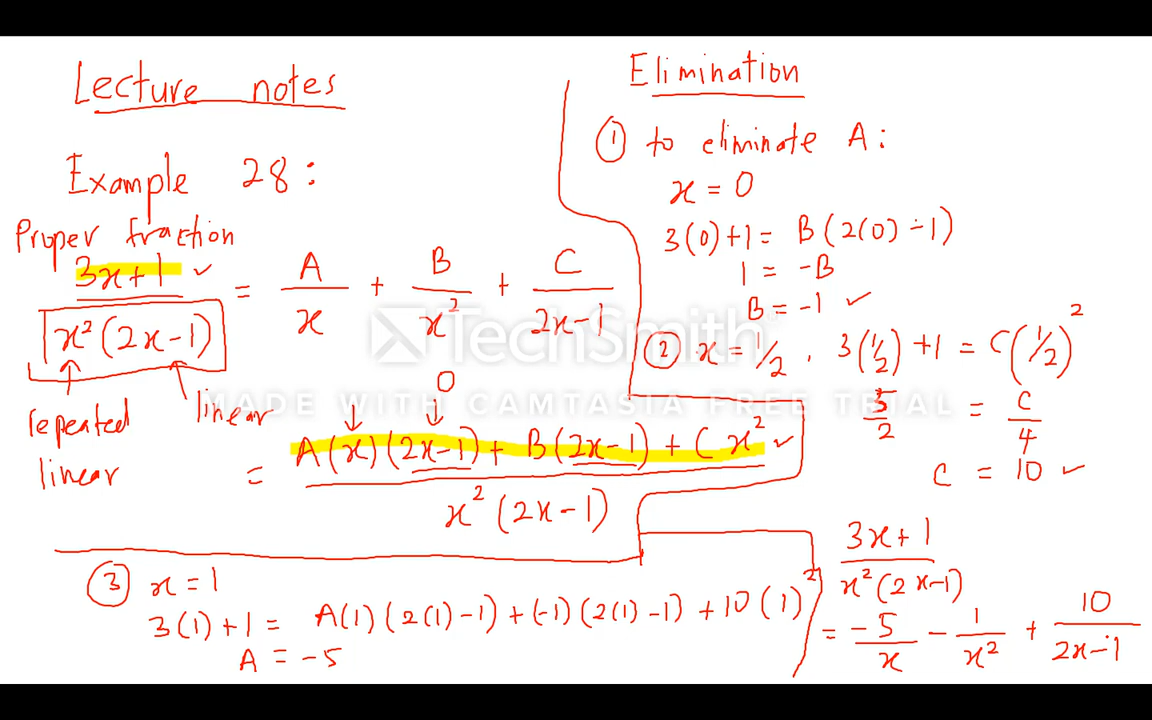 Lecture notes
Example 28:
Proper fraction
3x+1 / x²(2x-1) = A/x + B/x² + C/2x-1
repeated linear
linear
0
= A(x)(2x-1) + B(2x-1) + Cx² / x²(2x-1)
Elimination
① to eliminate A:
x = 0
3(0)+1 = B(2(0)-1)
1 = -B
B = -1 ✓
② x = 1/2, 3(1/2)+1 = C(1/2)²
5/2 = C/4
C = 10 ✓
③ x = 1
3(1)+1 = A(1)(2(1)-1)+(-1)(2(1)-1)+10(1)²
A = -5
3x+1 / x²(2x-1)
= -5/x - 1/x² + 10/2x-1
TechSmith
MADE WITH CAMTASIA FREE TRIAL